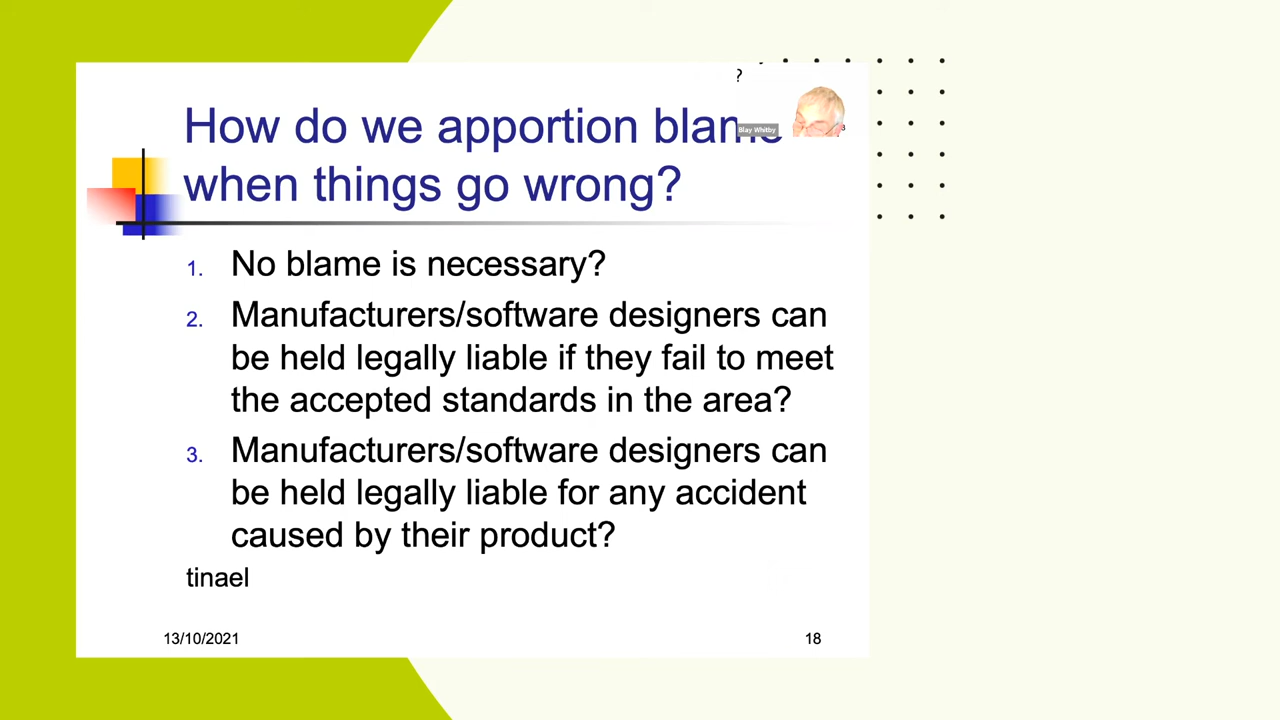 ?
How do we apportion blame
Blay Whitby
when things go wrong?
1. No blame is necessary?
2. Manufacturers/software designers can
be held legally liable if they fail to meet
the accepted standards in the area?
3. Manufacturers/software designers can
be held legally liable for any accident
caused by their product?
tinael
13/10/2021
18